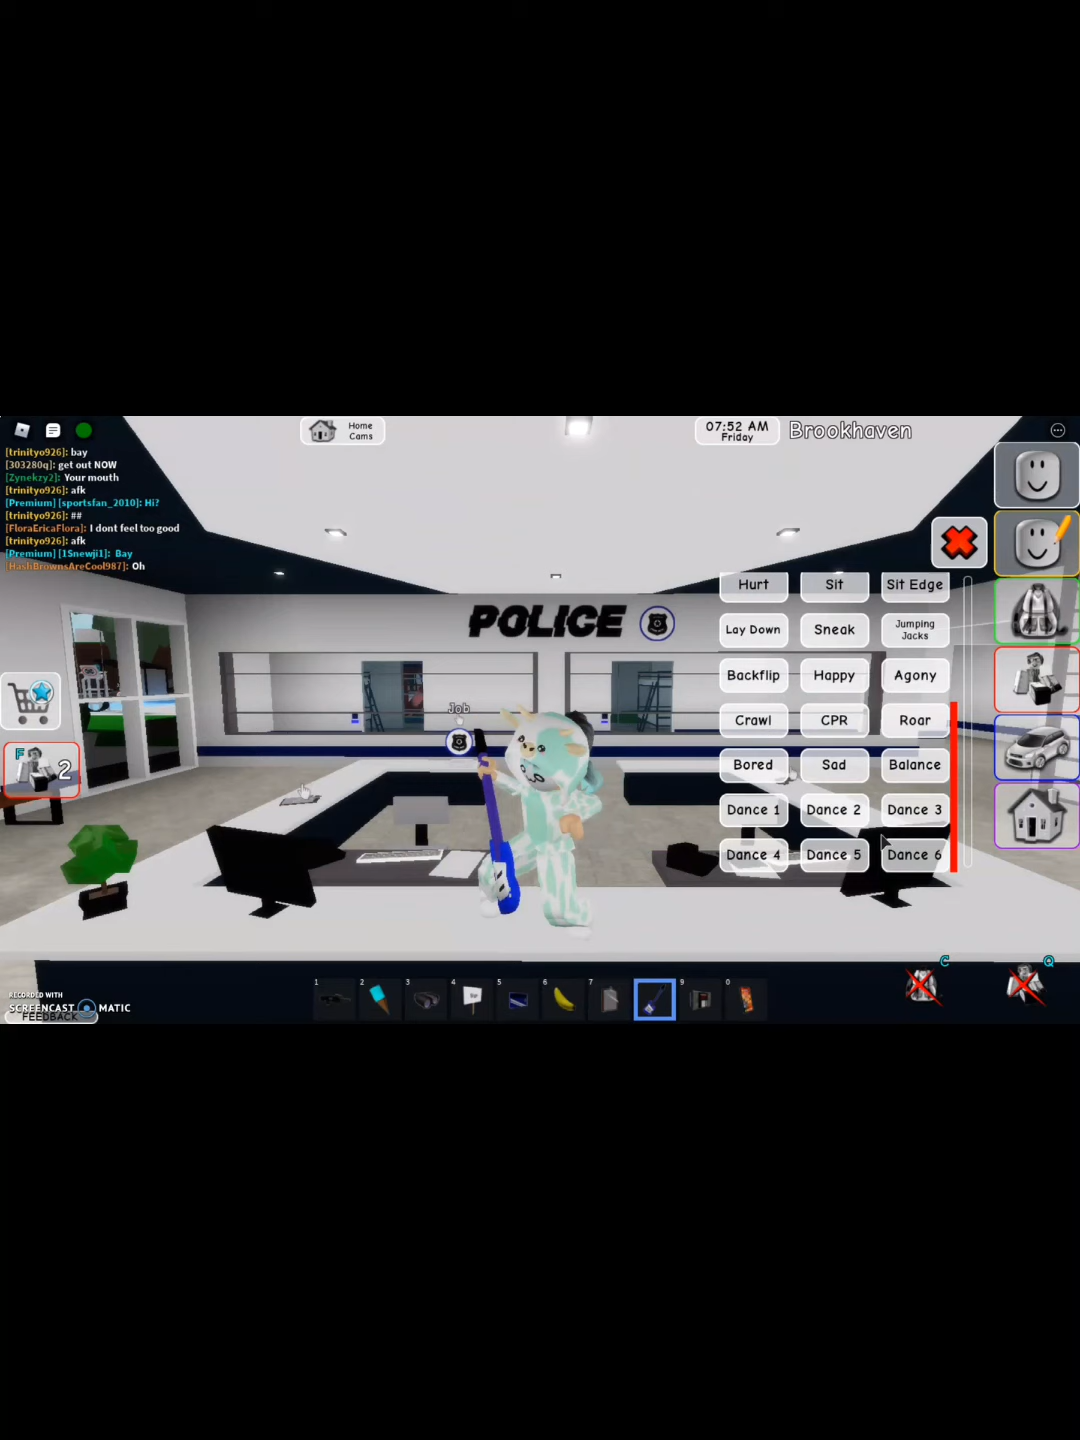 Home
Cams
07:52 AM
Friday
Brookhaven
[trinityo926]: bay
[303280q]: get out NOW
[Zynekzy2]: Your mouth
[trinityo926]: afk
[Premium] [sportsfan_2010]: Hi?
[trinityo926]: ##
[FloraEricaFlora]: I dont feel too good
[trinityo926]: afk
[Premium] [1Snewji1]: Bay
[HashBrownsAreCool987]: Oh
POLICE
Job
F
2
Hurt Sit Sit Edge
Lay Down Sneak Jumping Jacks
Backflip Happy Agony
Crawl CPR Roar
Bored Sad Balance
Dance 1 Dance 2 Dance 3
Dance 4 Dance 5 Dance 6
C
Q
1 2 3 4 5 6 7 9 0
RECORDED WITH
SCREENCAST MATIC
FEEDBACK